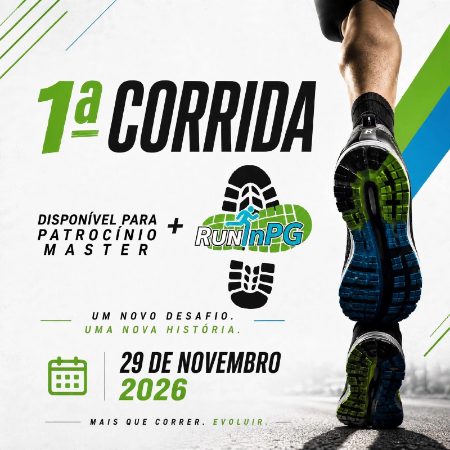 1ª CORRIDA
DISPONÍVEL PARA
PATROCÍNIO
MASTER
+
RUNInPG
UM NOVO DESAFIO.
UMA NOVA HISTÓRIA.
29 DE NOVEMBRO
2026
MAIS QUE CORRER. EVOLUIR.